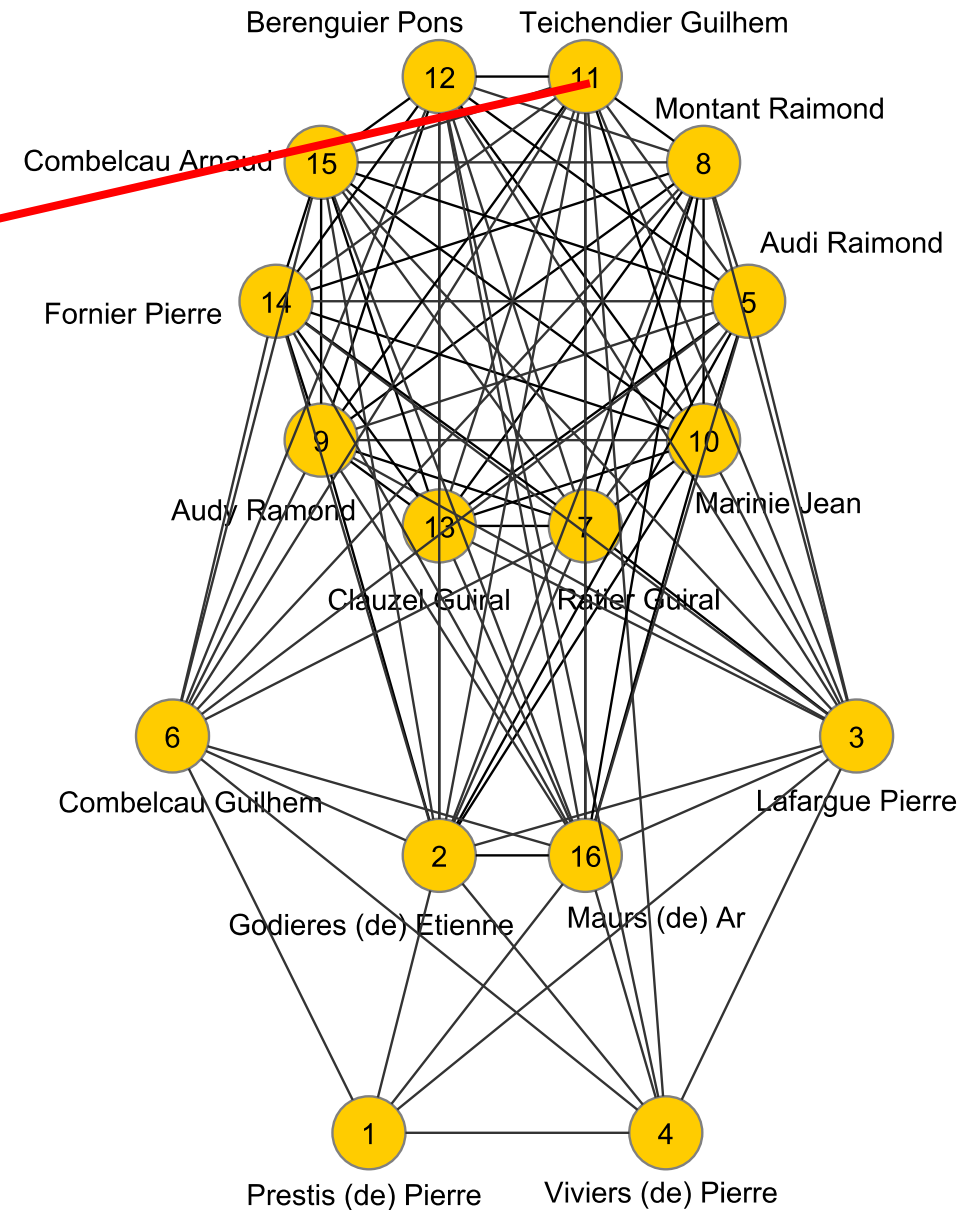 Berenguier Pons
Teichendier Guilhem
12
11
Montant Raimond
Combelcau Arnaud
15
8
Audi Raimond
14
5
Fornier Pierre
9
10
Audy Ramond
Marinie Jean
13
7
Clauzel Guiral
Ratier Guiral
6
3
Combelcau Guilhem
Lafargue Pierre
2
16
Godieres (de) Etienne
Maurs (de) Ar
1
4
Prestis (de) Pierre
Viviers (de) Pierre